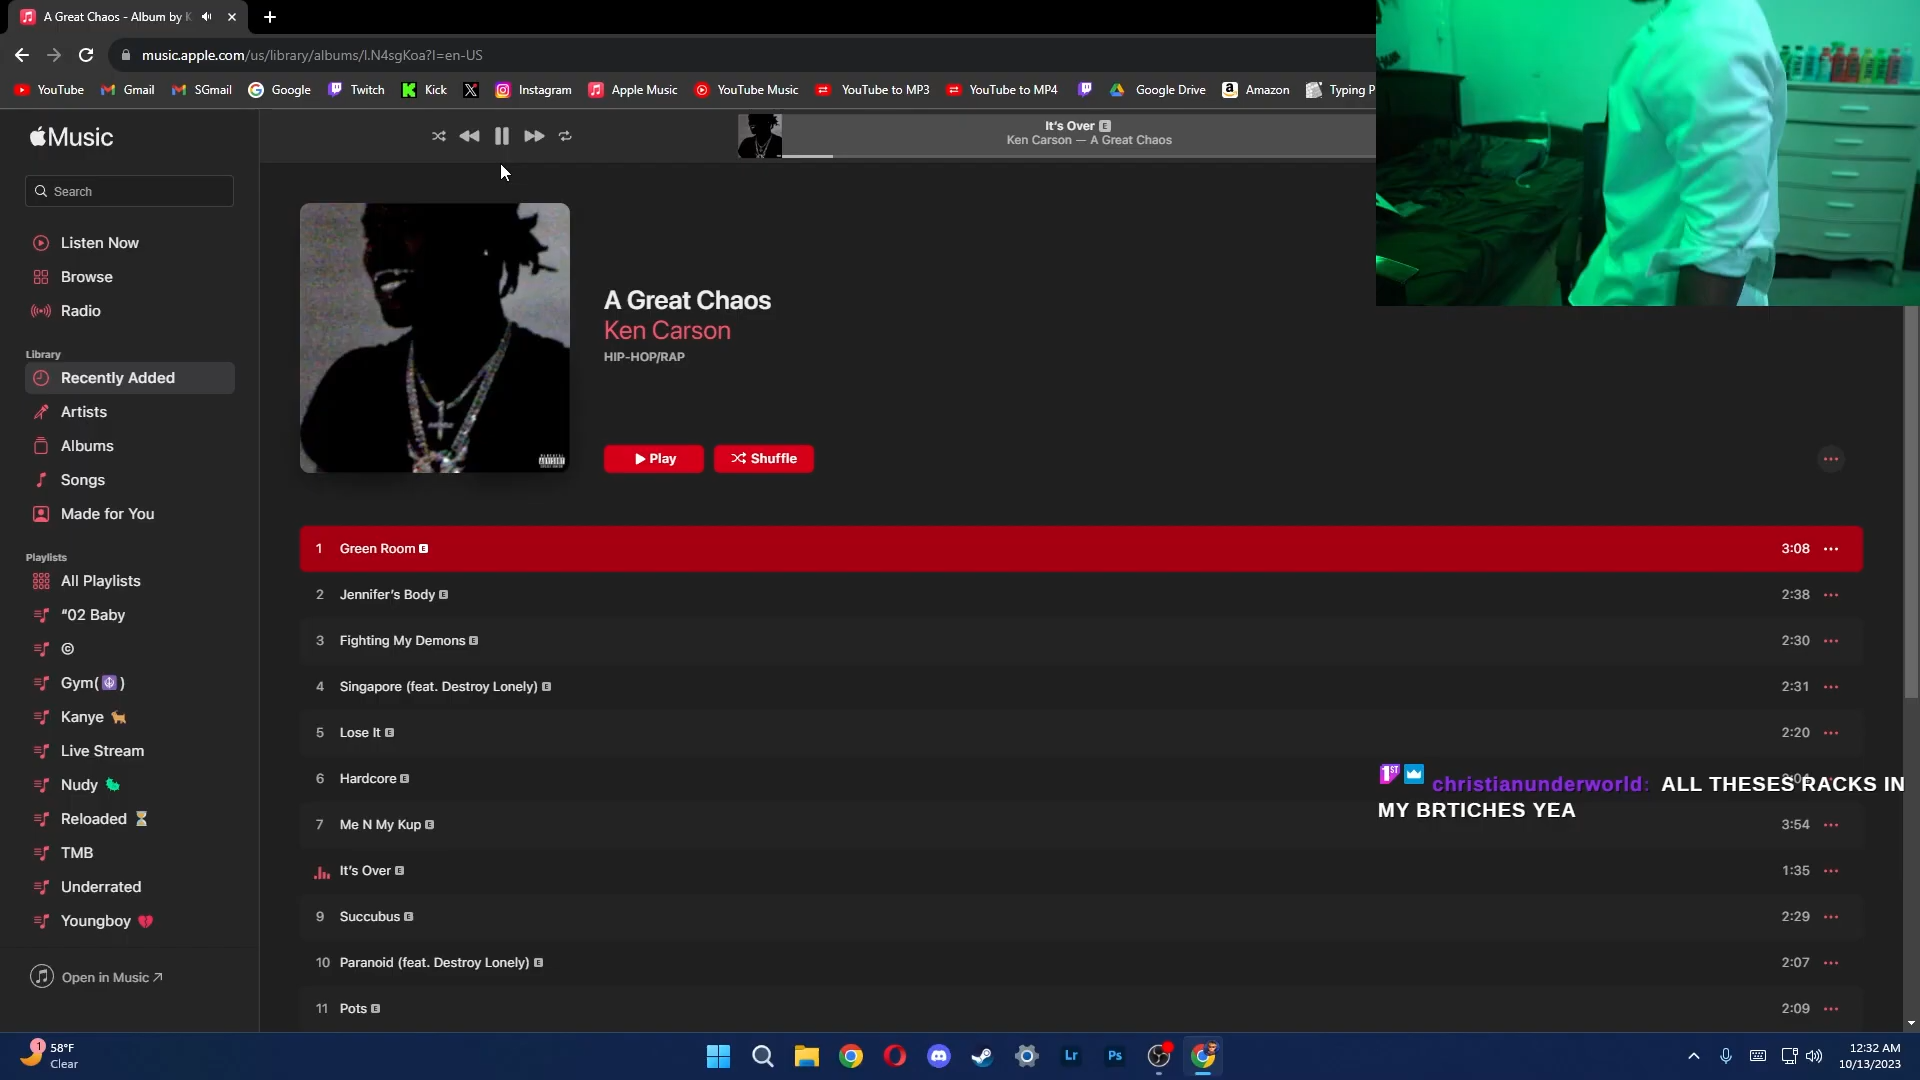 A Great Chaos - Album by K
music.apple.com/us/library/albums/l.N4sgKoa?l=en-US
YouTube Gmail SGmail Google Twitch Kick Instagram Apple Music YouTube Music YouTube to MP3 YouTube to MP4 Google Drive Amazon Typing P
Music
It's Over E
Ken Carson — A Great Chaos
Search
Listen Now
Browse
Radio
Library
Recently Added
Artists
Albums
Songs
Made for You
Playlists
All Playlists
“02 Baby
©
Gym(☮️)
Kanye 🐐
Live Stream
Nudy 🦠
Reloaded ⏳
TMB
Underrated
Youngboy 💔
Open in Music ↗
A Great Chaos
Ken Carson
HIP-HOP/RAP
Play Shuffle
1 Green Room E 3:08
2 Jennifer’s Body E 2:38
3 Fighting My Demons E 2:30
4 Singapore (feat. Destroy Lonely) E 2:31
5 Lose It E 2:20
6 Hardcore E
7 Me N My Kup E 3:54
It’s Over E 1:35
9 Succubus E 2:29
10 Paranoid (feat. Destroy Lonely) E 2:07
11 Pots E 2:09
1ST christianunderworld: ALL THESES RACKS IN
MY BRTICHES YEA
1 58°F
Clear
Lr Ps
12:32 AM
10/13/2023